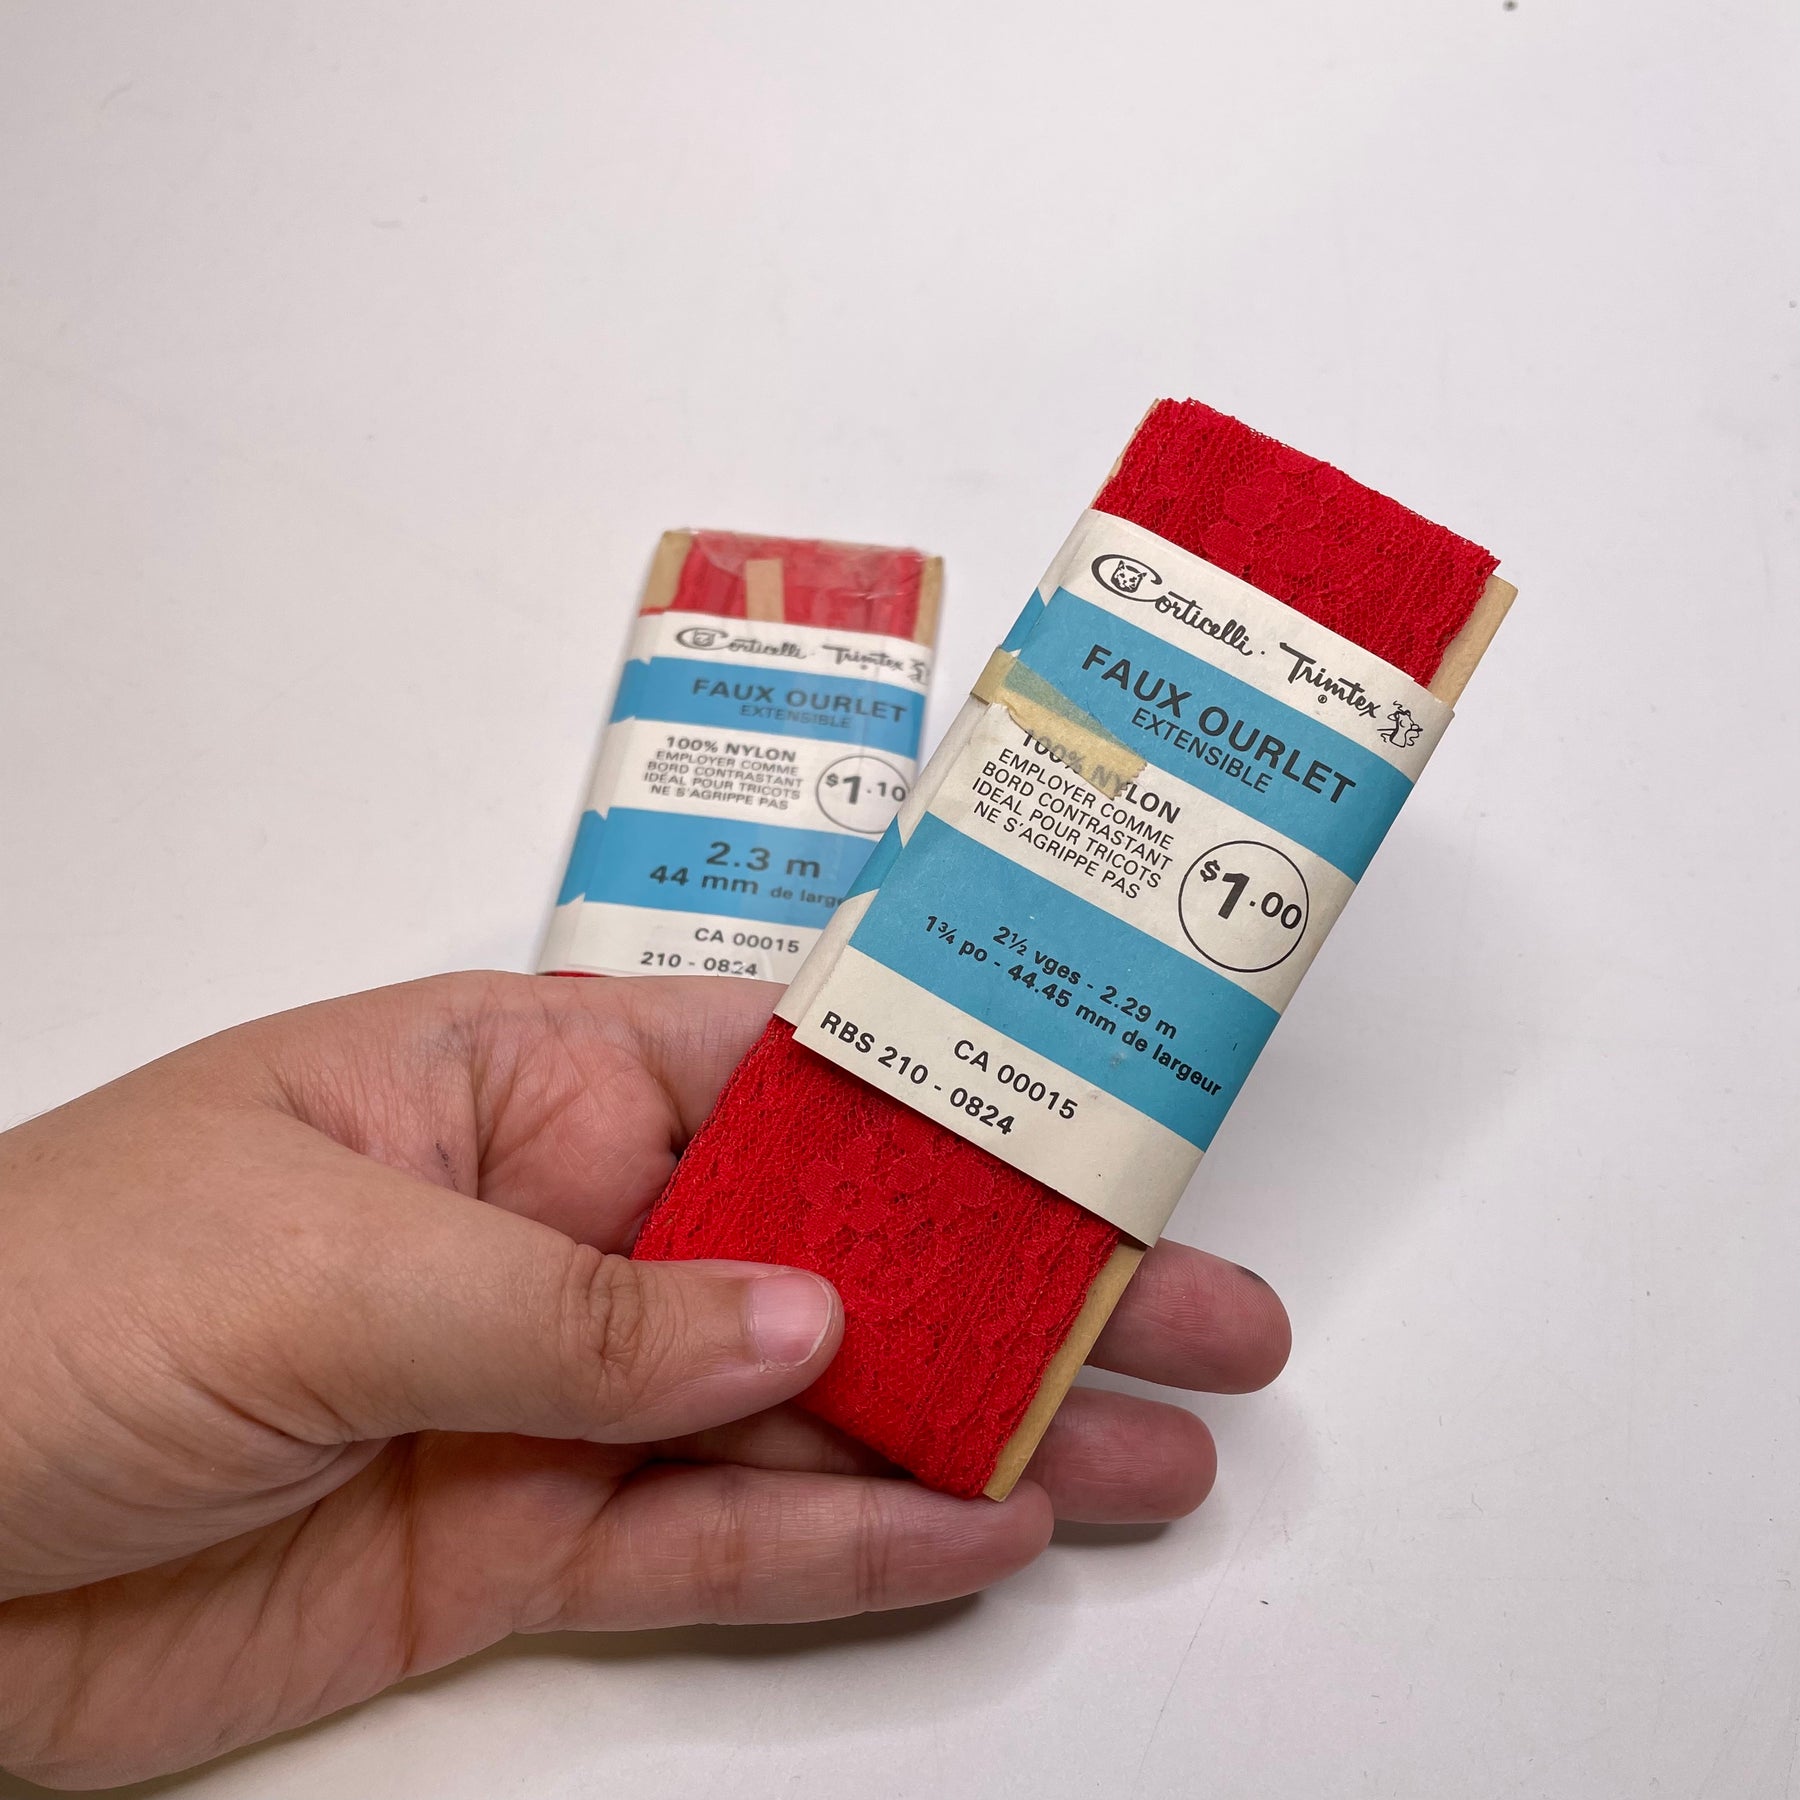 Corticelli · Trimtex ®
FAUX OURLET
EXTENSIBLE
100% NYLON
EMPLOYER COMME
BORD CONTRASTANT
IDÉAL POUR TRICOTS
NE S'AGRIPPE PAS
$1.10
2.3 m
44 mm de large
CA 00015
210 - 0824
Corticelli · Trimtex ®
FAUX OURLET
EXTENSIBLE
100% NYLON
EMPLOYER COMME
BORD CONTRASTANT
IDÉAL POUR TRICOTS
NE S'AGRIPPE PAS
$1.00
2½ vges - 2.29 m
1¾ po - 44.45 mm de largeur
CA 00015
RBS 210 - 0824